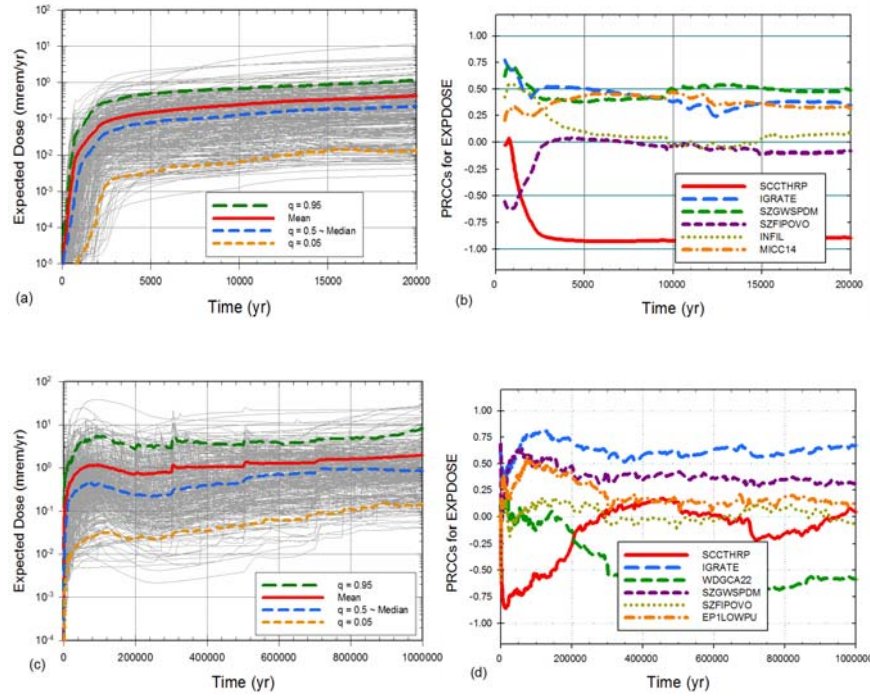 10²
10¹
10⁰
10⁻¹
10⁻²
10⁻³
10⁻⁴
10⁻⁵
Expected Dose (mrem/yr)
q = 0.95
Mean
q = 0.5 ~ Median
q = 0.05
0 5000 10000 15000 20000
Time (yr)
(a)
1.00
0.75
0.50
0.25
0.00
-0.25
-0.50
-0.75
-1.00
PRCCs for EXPDOSE
SCCTHRP
IGRATE
SZGWSPDM
SZFIPOVO
INFIL
MICC14
0 5000 10000 15000 20000
Time (yr)
(b)
10²
10¹
10⁰
10⁻¹
10⁻²
10⁻³
10⁻⁴
Expected Dose (mrem/yr)
q = 0.95
Mean
q = 0.5 ~ Median
q = 0.05
0 200000 400000 600000 800000 1000000
Time (yr)
(c)
1.00
0.75
0.50
0.25
0.00
-0.25
-0.50
-0.75
-1.00
PRCCs for EXPDOSE
SCCTHRP
IGRATE
WDGCA22
SZGWSPDM
SZFIPOVO
EP1LOWPU
0 200000 400000 600000 800000 1000000
Time (yr)
(d)